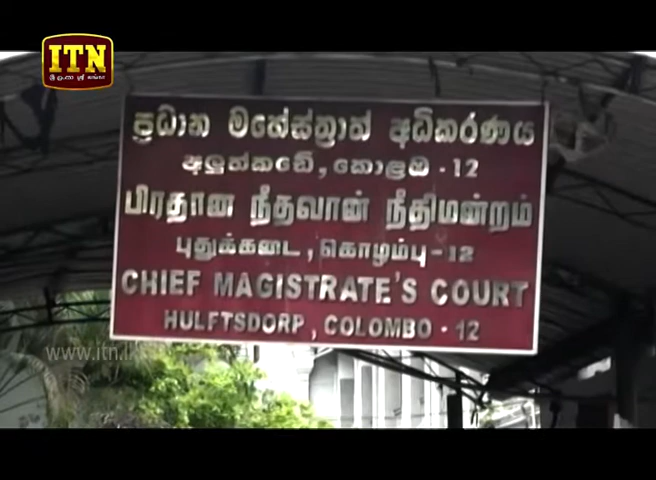 ITN
ශ්‍රී ලංකා இலங்கை
ප්‍රධාන මහේස්ත්‍රාත් අධිකරණය
අලුත්කඩේ, කොළඹ - 12
பிரதான நீதவான் நீதிமன்றம்
புதுக்கடை, கொழும்பு - 12
CHIEF MAGISTRATE'S COURT
HULFTSDORP, COLOMBO - 12
www.itn.lk